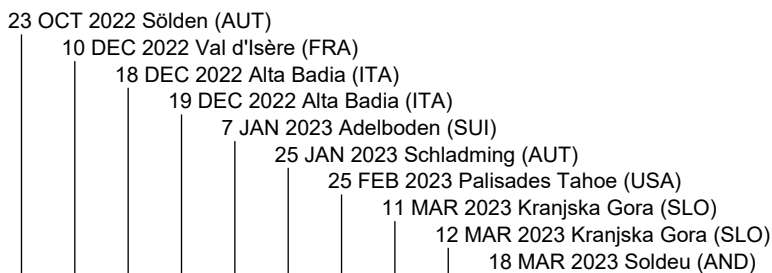 23 OCT 2022 Sölden (AUT)
10 DEC 2022 Val d'Isère (FRA)
18 DEC 2022 Alta Badia (ITA)
19 DEC 2022 Alta Badia (ITA)
7 JAN 2023 Adelboden (SUI)
25 JAN 2023 Schladming (AUT)
25 FEB 2023 Palisades Tahoe (USA)
11 MAR 2023 Kranjska Gora (SLO)
12 MAR 2023 Kranjska Gora (SLO)
18 MAR 2023 Soldeu (AND)